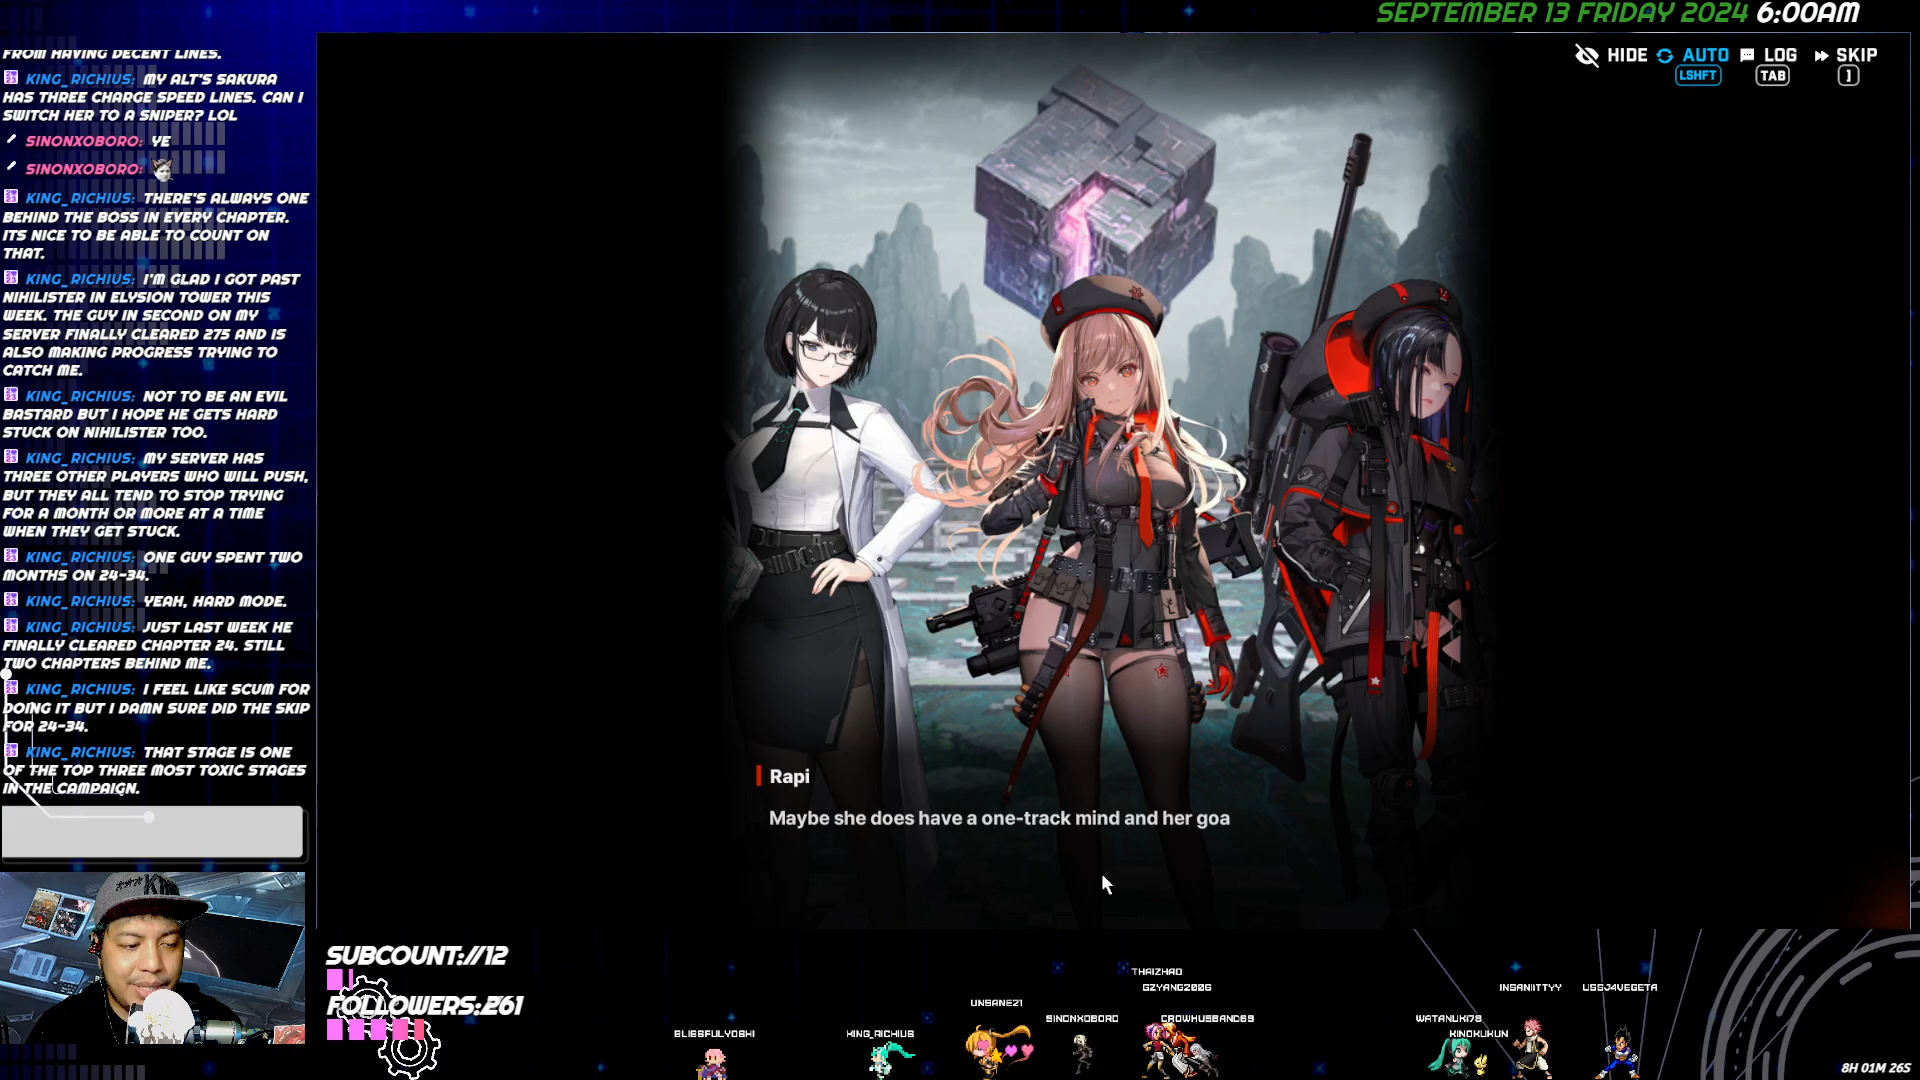 SEPTEMBER 13 FRIDAY 2024 6:00AM
HIDE AUTO LOG SKIP
LSHFT TAB ]
FROM HAVING DECENT LINES.
KING_RICHIUS: MY ALT'S SAKURA
HAS THREE CHARGE SPEED LINES. CAN I
SWITCH HER TO A SNIPER? LOL
SINONXOBORO: YE
SINONXOBORO:
KING_RICHIUS: THERE'S ALWAYS ONE
BEHIND THE BOSS IN EVERY CHAPTER.
ITS NICE TO BE ABLE TO COUNT ON
THAT.
KING_RICHIUS: I'M GLAD I GOT PAST
NIHILISTER IN ELYSION TOWER THIS
WEEK. THE GUY IN SECOND ON MY
SERVER FINALLY CLEARED 275 AND IS
ALSO MAKING PROGRESS TRYING TO
CATCH ME.
KING_RICHIUS: NOT TO BE AN EVIL
BASTARD BUT I HOPE HE GETS HARD
STUCK ON NIHILISTER TOO.
KING_RICHIUS: MY SERVER HAS
THREE OTHER PLAYERS WHO WILL PUSH,
BUT THEY ALL TEND TO STOP TRYING
FOR A MONTH OR MORE AT A TIME
WHEN THEY GET STUCK.
KING_RICHIUS: ONE GUY SPENT TWO
MONTHS ON 24-34.
KING_RICHIUS: YEAH, HARD MODE.
KING_RICHIUS: JUST LAST WEEK HE
FINALLY CLEARED CHAPTER 24. STILL
TWO CHAPTERS BEHIND ME.
KING_RICHIUS: I FEEL LIKE SCUM FOR
DOING IT BUT I DAMN SURE DID THE SKIP
FOR 24-34.
KING_RICHIUS: THAT STAGE IS ONE
OF THE TOP THREE MOST TOXIC STAGES
IN THE CAMPAIGN.
Rapi
Maybe she does have a one-track mind and her goa
SUBCOUNT://12
FOLLOWERS:261
BLISSFULYOSHI
KING_RICHIUS
UNSANE21
SINONXOBORO
THAIZHAO
GZYANG2006
CROWHUSBAND69
WATANUKI78
KINOKUKUN
INSANIITTYY
USSJ4VEGETA
8H 01M 26S